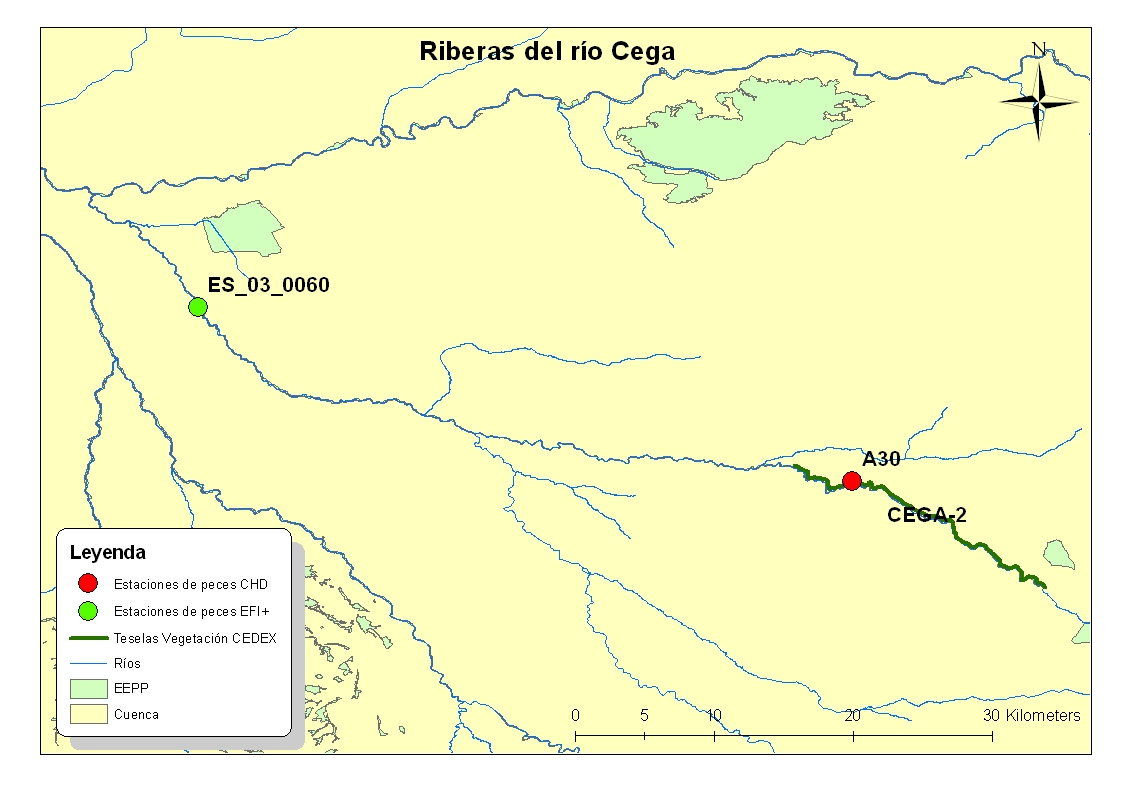 Riberas del río Cega
N
ES_03_0060
A30
CEGA-2
Leyenda
Estaciones de peces CHD
Estaciones de peces EFI+
Teselas Vegetación CEDEX
Ríos
EEPP
Cuenca
0 5 10 20 30 Kilometers